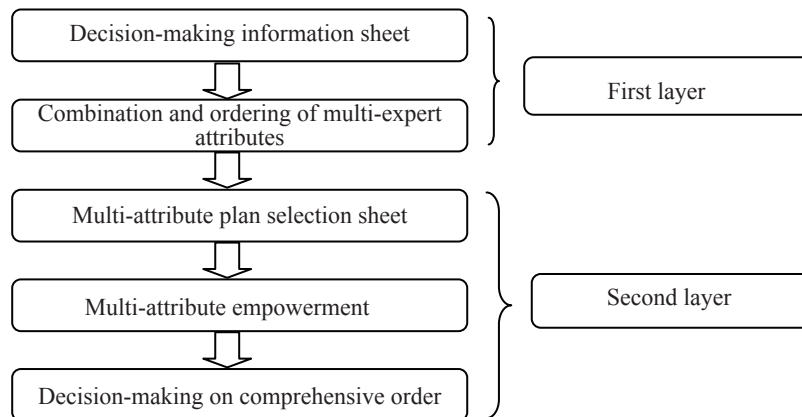 Decision-making information sheet
First layer
Combination and ordering of multi-expert
attributes
Multi-attribute plan selection sheet
Second layer
Multi-attribute empowerment
Decision-making on comprehensive order